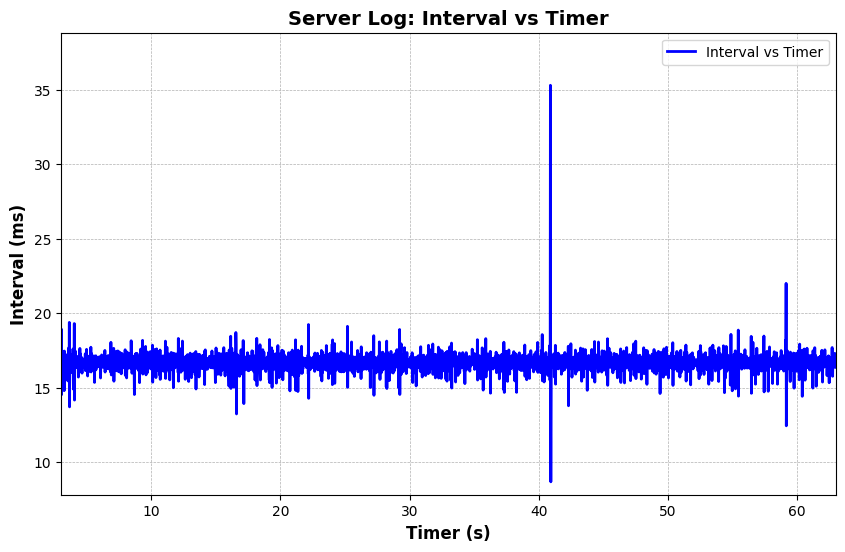 Server Log: Interval vs Timer
Interval vs Timer
Interval (ms)
35
30
25
20
15
10
10 20 30 40 50 60
Timer (s)